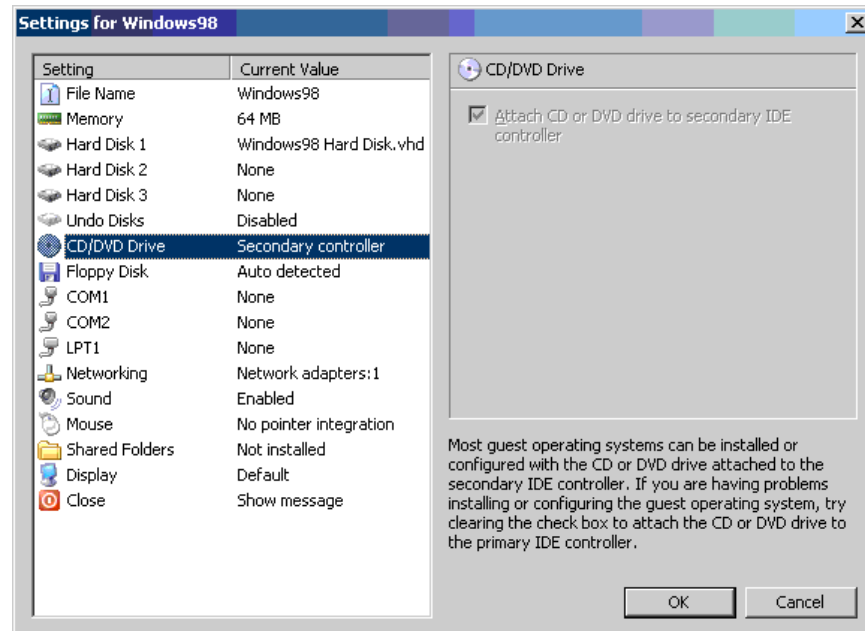 Settings for Windows98
Setting Current Value
File Name Windows98
Memory 64 MB
Hard Disk 1 Windows98 Hard Disk.vhd
Hard Disk 2 None
Hard Disk 3 None
Undo Disks Disabled
CD/DVD Drive Secondary controller
Floppy Disk Auto detected
COM1 None
COM2 None
LPT1 None
Networking Network adapters:1
Sound Enabled
Mouse No pointer integration
Shared Folders Not installed
Display Default
Close Show message
CD/DVD Drive
Attach CD or DVD drive to secondary IDE
controller
Most guest operating systems can be installed or
configured with the CD or DVD drive attached to the
secondary IDE controller. If you are having problems
installing or configuring the guest operating system, try
clearing the check box to attach the CD or DVD drive to
the primary IDE controller.
OK Cancel